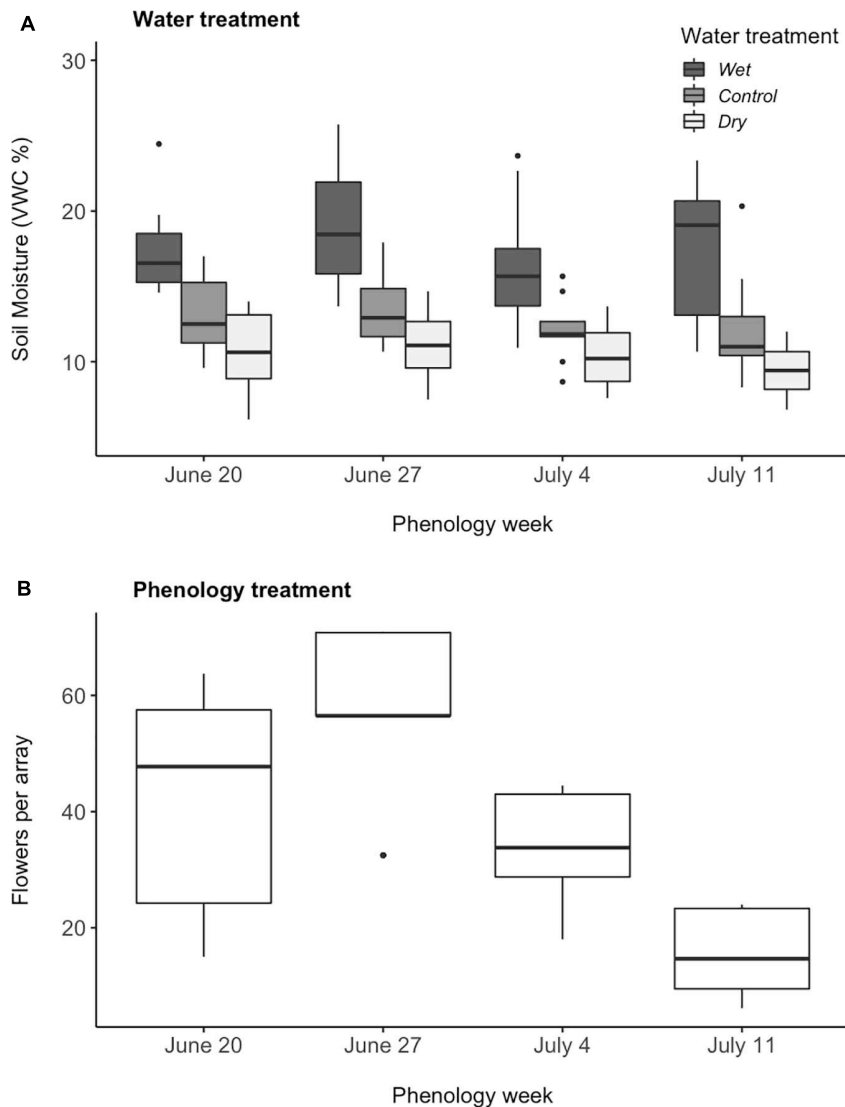 A
Water treatment
Water treatment
Wet
Control
Dry
30
20
10
Soil Moisture (VWC %)
June 20 June 27 July 4 July 11
Phenology week
B
Phenology treatment
60
40
20
Flowers per array
June 20 June 27 July 4 July 11
Phenology week